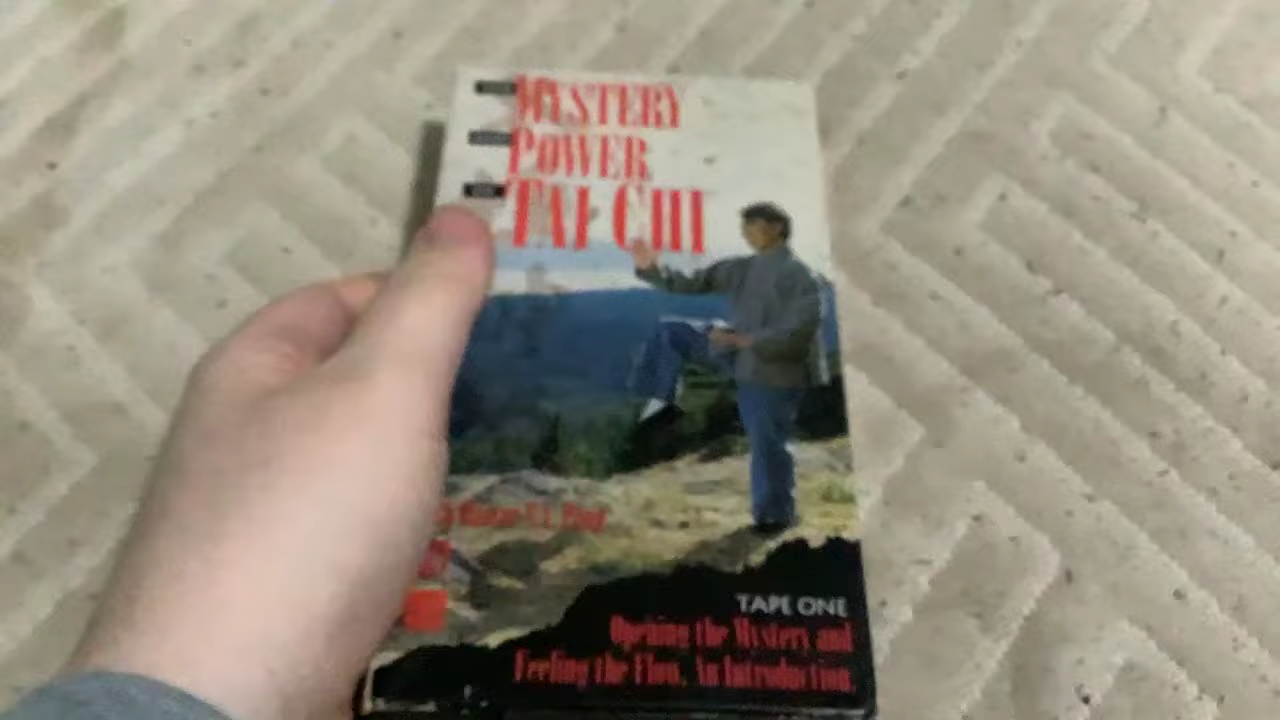 MYSTERY
POWER
TAI CHI
TAPE ONE
Opening the Mystery and
Feeling the Flow. An Introduction.